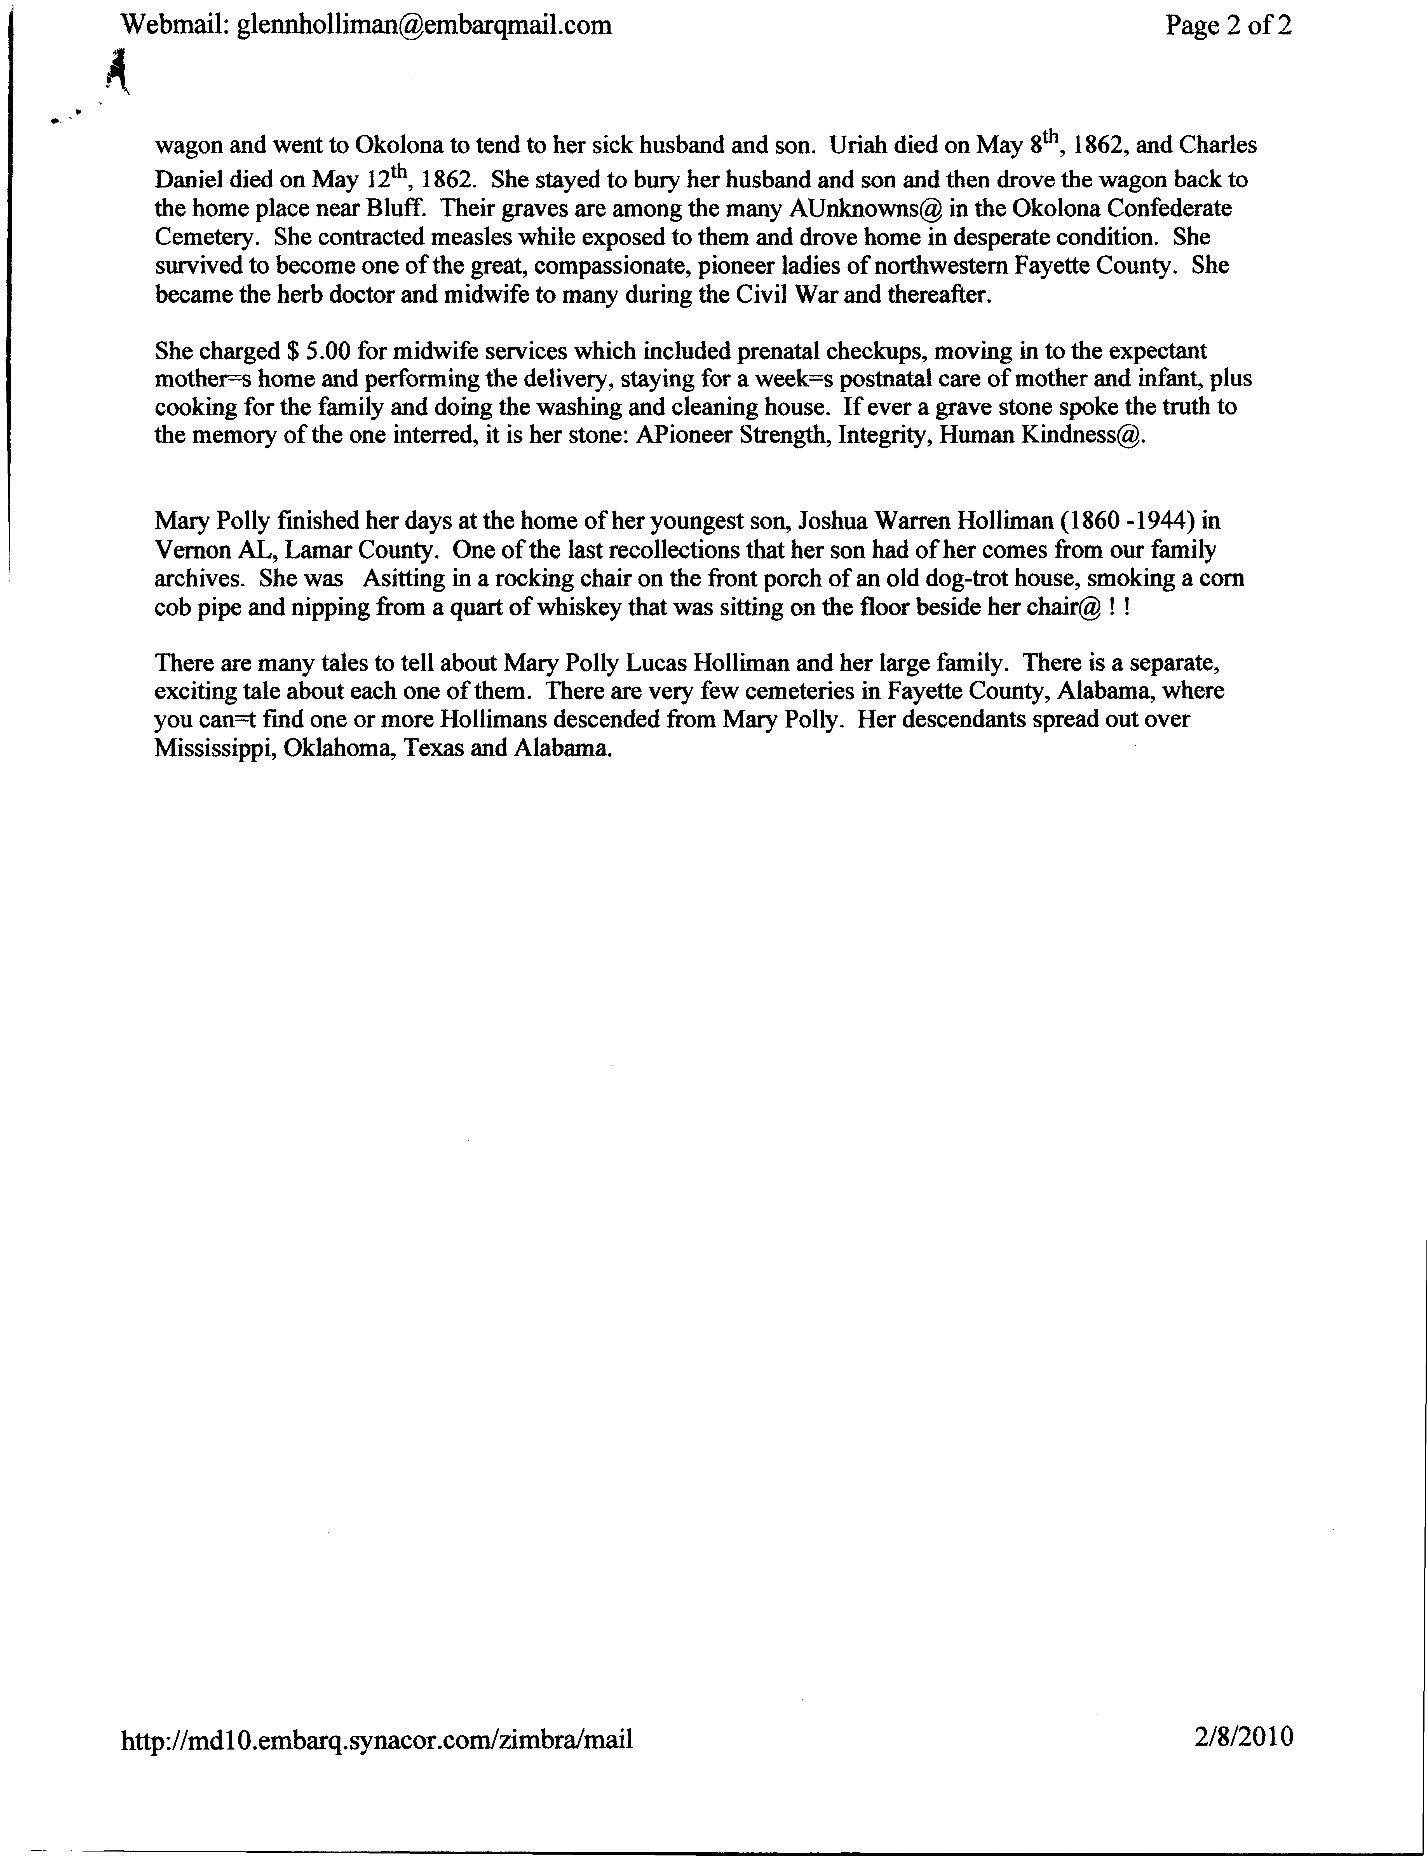 Webmail: glennholliman@embarqmail.com Page 2 of 2
wagon and went to Okolona to tend to her sick husband and son. Uriah died on May 8th, 1862, and Charles
Daniel died on May 12th, 1862. She stayed to bury her husband and son and then drove the wagon back to
the home place near Bluff. Their graves are among the many AUnknowns@ in the Okolona Confederate
Cemetery. She contracted measles while exposed to them and drove home in desperate condition. She
survived to become one of the great, compassionate, pioneer ladies of northwestern Fayette County. She
became the herb doctor and midwife to many during the Civil War and thereafter.
She charged $ 5.00 for midwife services which included prenatal checkups, moving in to the expectant
mother=s home and performing the delivery, staying for a week=s postnatal care of mother and infant, plus
cooking for the family and doing the washing and cleaning house. If ever a grave stone spoke the truth to
the memory of the one interred, it is her stone: APioneer Strength, Integrity, Human Kindness@.
Mary Polly finished her days at the home of her youngest son, Joshua Warren Holliman (1860 -1944) in
Vernon AL, Lamar County. One of the last recollections that her son had of her comes from our family
archives. She was Asitting in a rocking chair on the front porch of an old dog-trot house, smoking a corn
cob pipe and nipping from a quart of whiskey that was sitting on the floor beside her chair@ ! !
There are many tales to tell about Mary Polly Lucas Holliman and her large family. There is a separate,
exciting tale about each one of them. There are very few cemeteries in Fayette County, Alabama, where
you can=t find one or more Hollimans descended from Mary Polly. Her descendants spread out over
Mississippi, Oklahoma, Texas and Alabama.
http://md10.embarq.synacor.com/zimbra/mail 2/8/2010